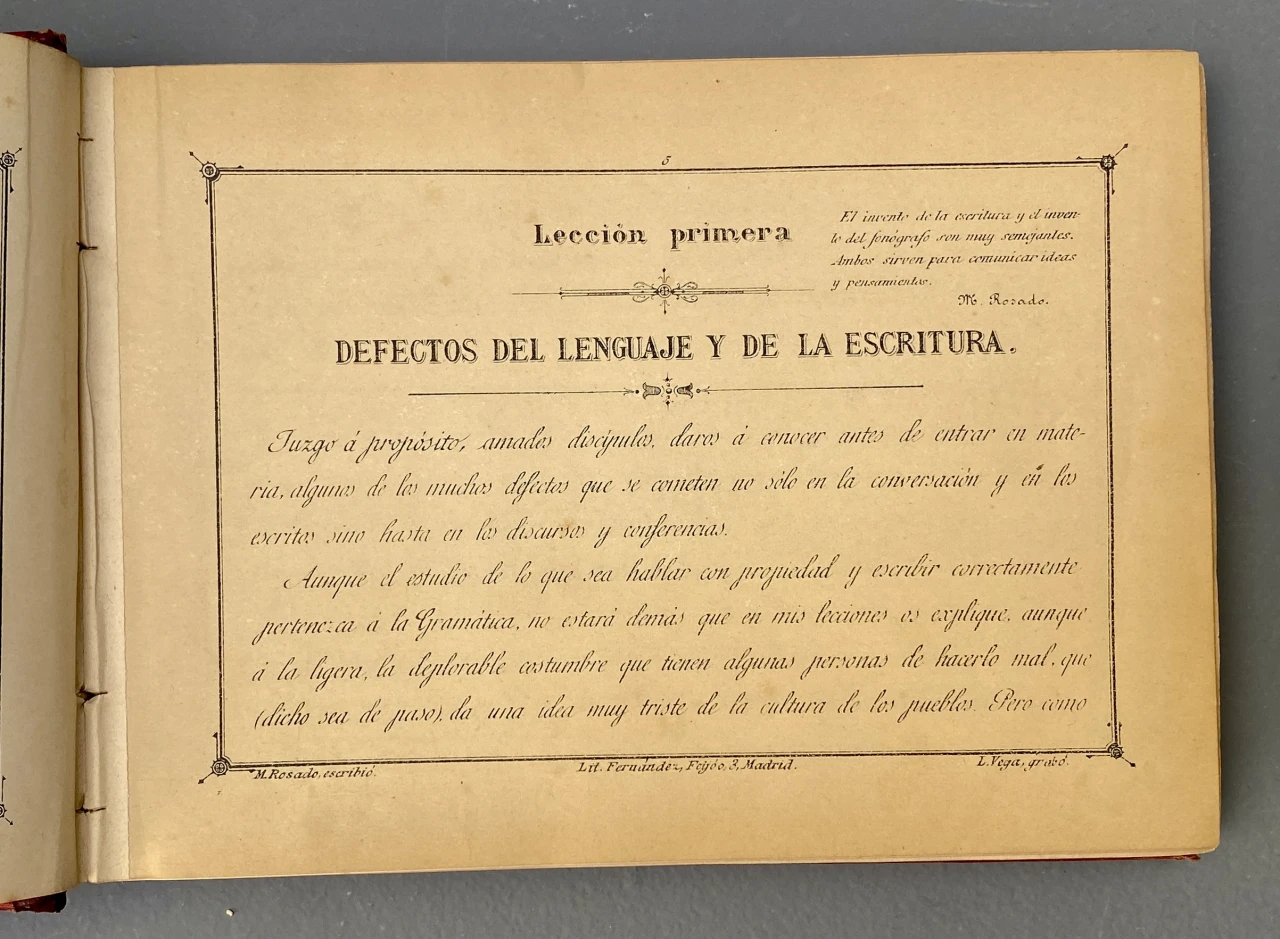 5
Lección primera
El invento de la escritura y el inven-
to del fonógrafo son muy semejantes.
Ambos sirven para comunicar ideas
y pensamientos.
M. Rosado.
DEFECTOS DEL LENGUAJE Y DE LA ESCRITURA.
Juzgo á propósito, amados discípulos, daros á conocer antes de entrar en mate-
ria, algunos de los muchos defectos que se cometen no sólo en la conversación y en los
escritos sino hasta en los discursos y conferencias.
Aunque el estudio de lo que sea hablar con propiedad y escribir correctamente
pertenezca á la Gramática, no estará demás que en mis lecciones os explique, aunque
á la ligera, la deplorable costumbre que tienen algunas personas de hacerlo mal, que
(dicho sea de paso), da una idea muy triste de la cultura de los pueblos. Pero como
M. Rosado, escribió.
Lit. Fernández, Feijóo, 3, Madrid.
L. Vega, grabó.